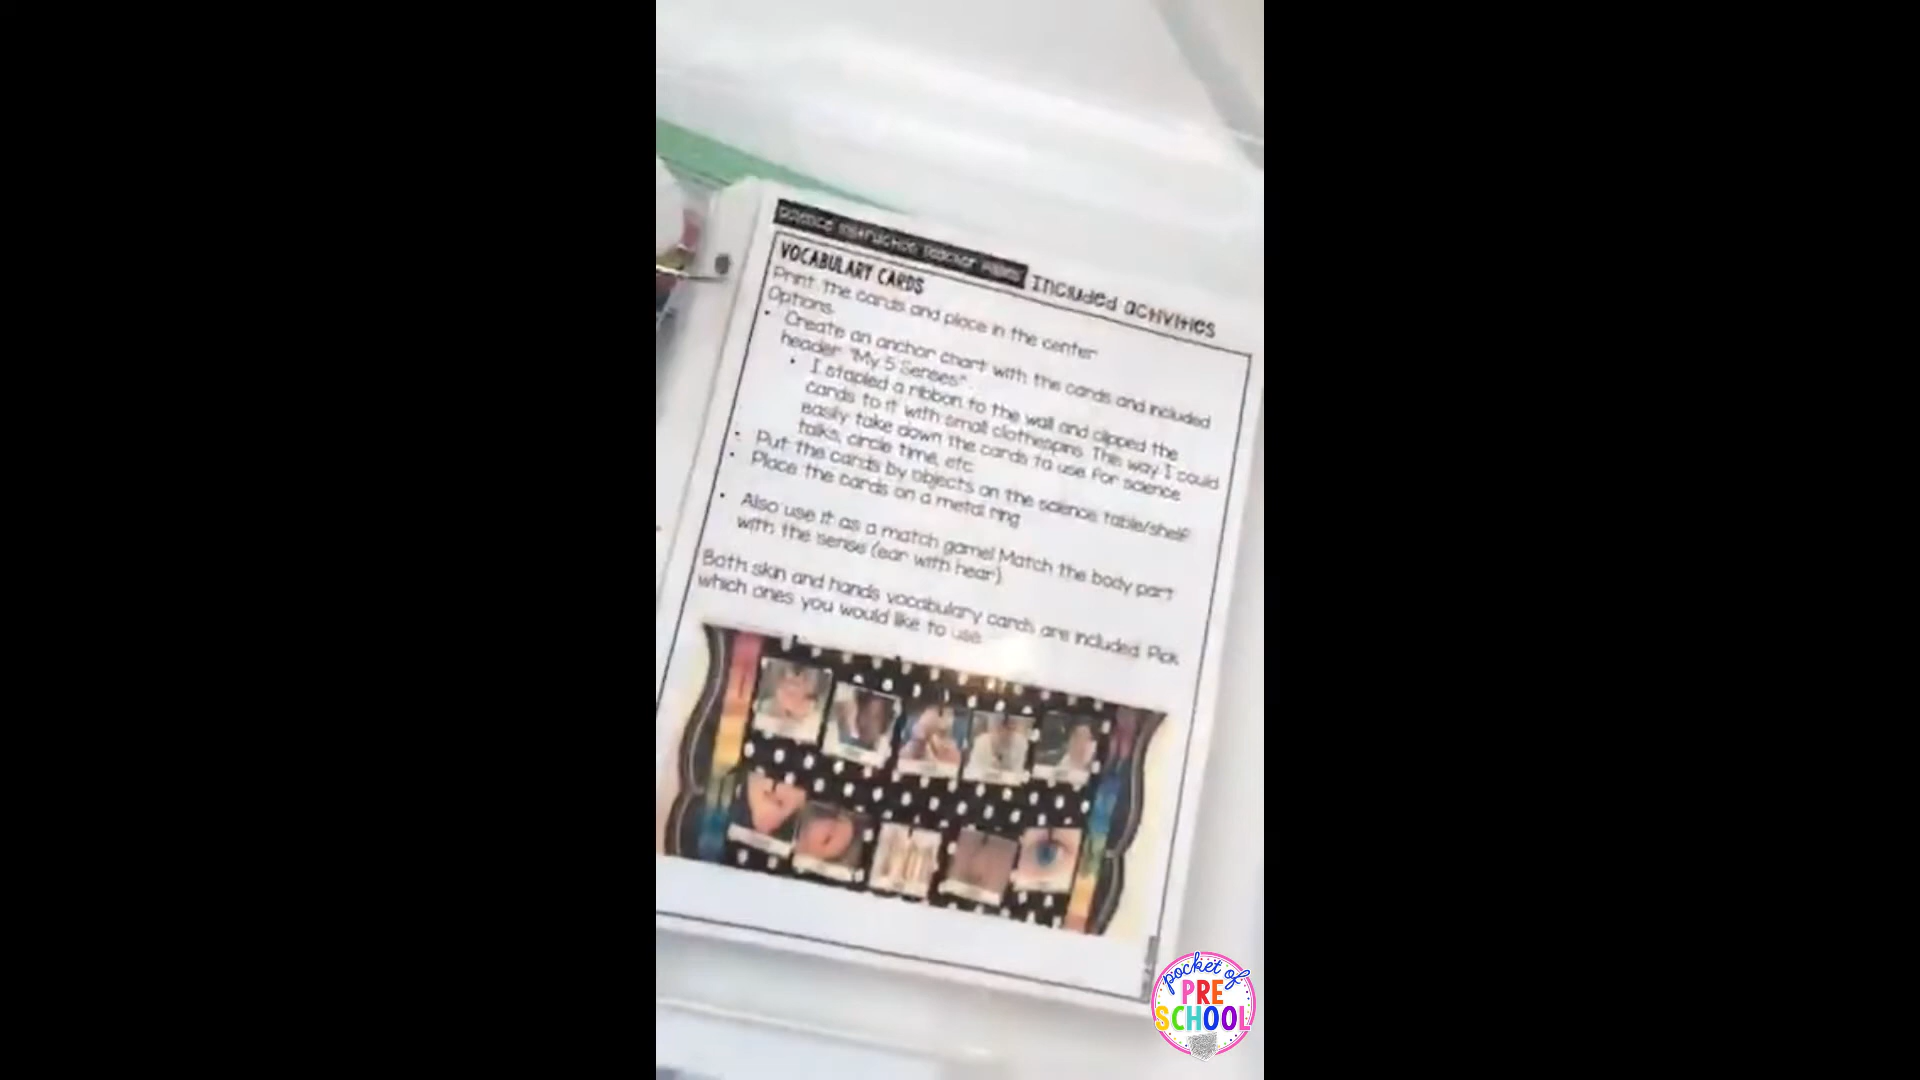 Science Instruction Teacher Included activities
VOCABULARY CARDS
Print the cards and place in the center
Options:
• Create an anchor chart with the cards and included
header "My 5 Senses".
• I stapled a ribbon to the wall and clipped the
cards to it with small clothespins. This way I could
easily take down the cards to use for science
talks, circle time, etc.
• Put the cards by objects on the science table/shelf
• Place the cards on a metal ring
• Also use it as a match game! Match the body part
with the sense (ear with hear).
Both skin and hands vocabulary cards are included. Pick
which ones you would like to use.
pocket of
PRE
SCHOOL